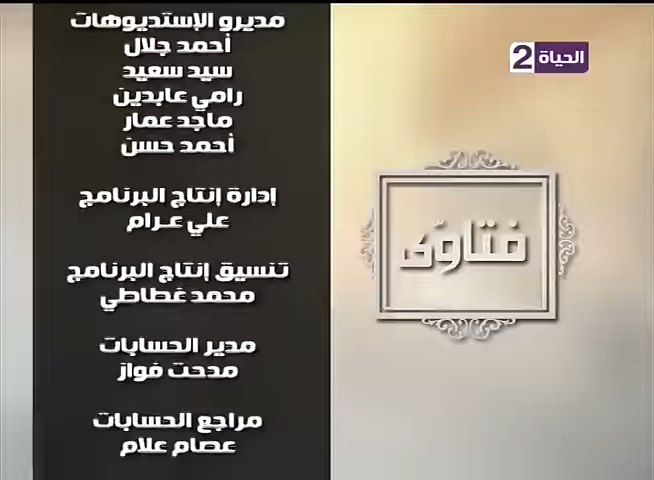 مديرو الإستديوهات
أحمد جلال
سيد سعيد
رامي عابدين
ماجد عمار
أحمد حسن
إدارة إنتاج البرنامج
علي عرام
تنسيق إنتاج البرنامج
محمد غطاطي
مدير الحسابات
مدحت فواز
مراجع الحسابات
عصام علام
الحياة 2
فتاوى